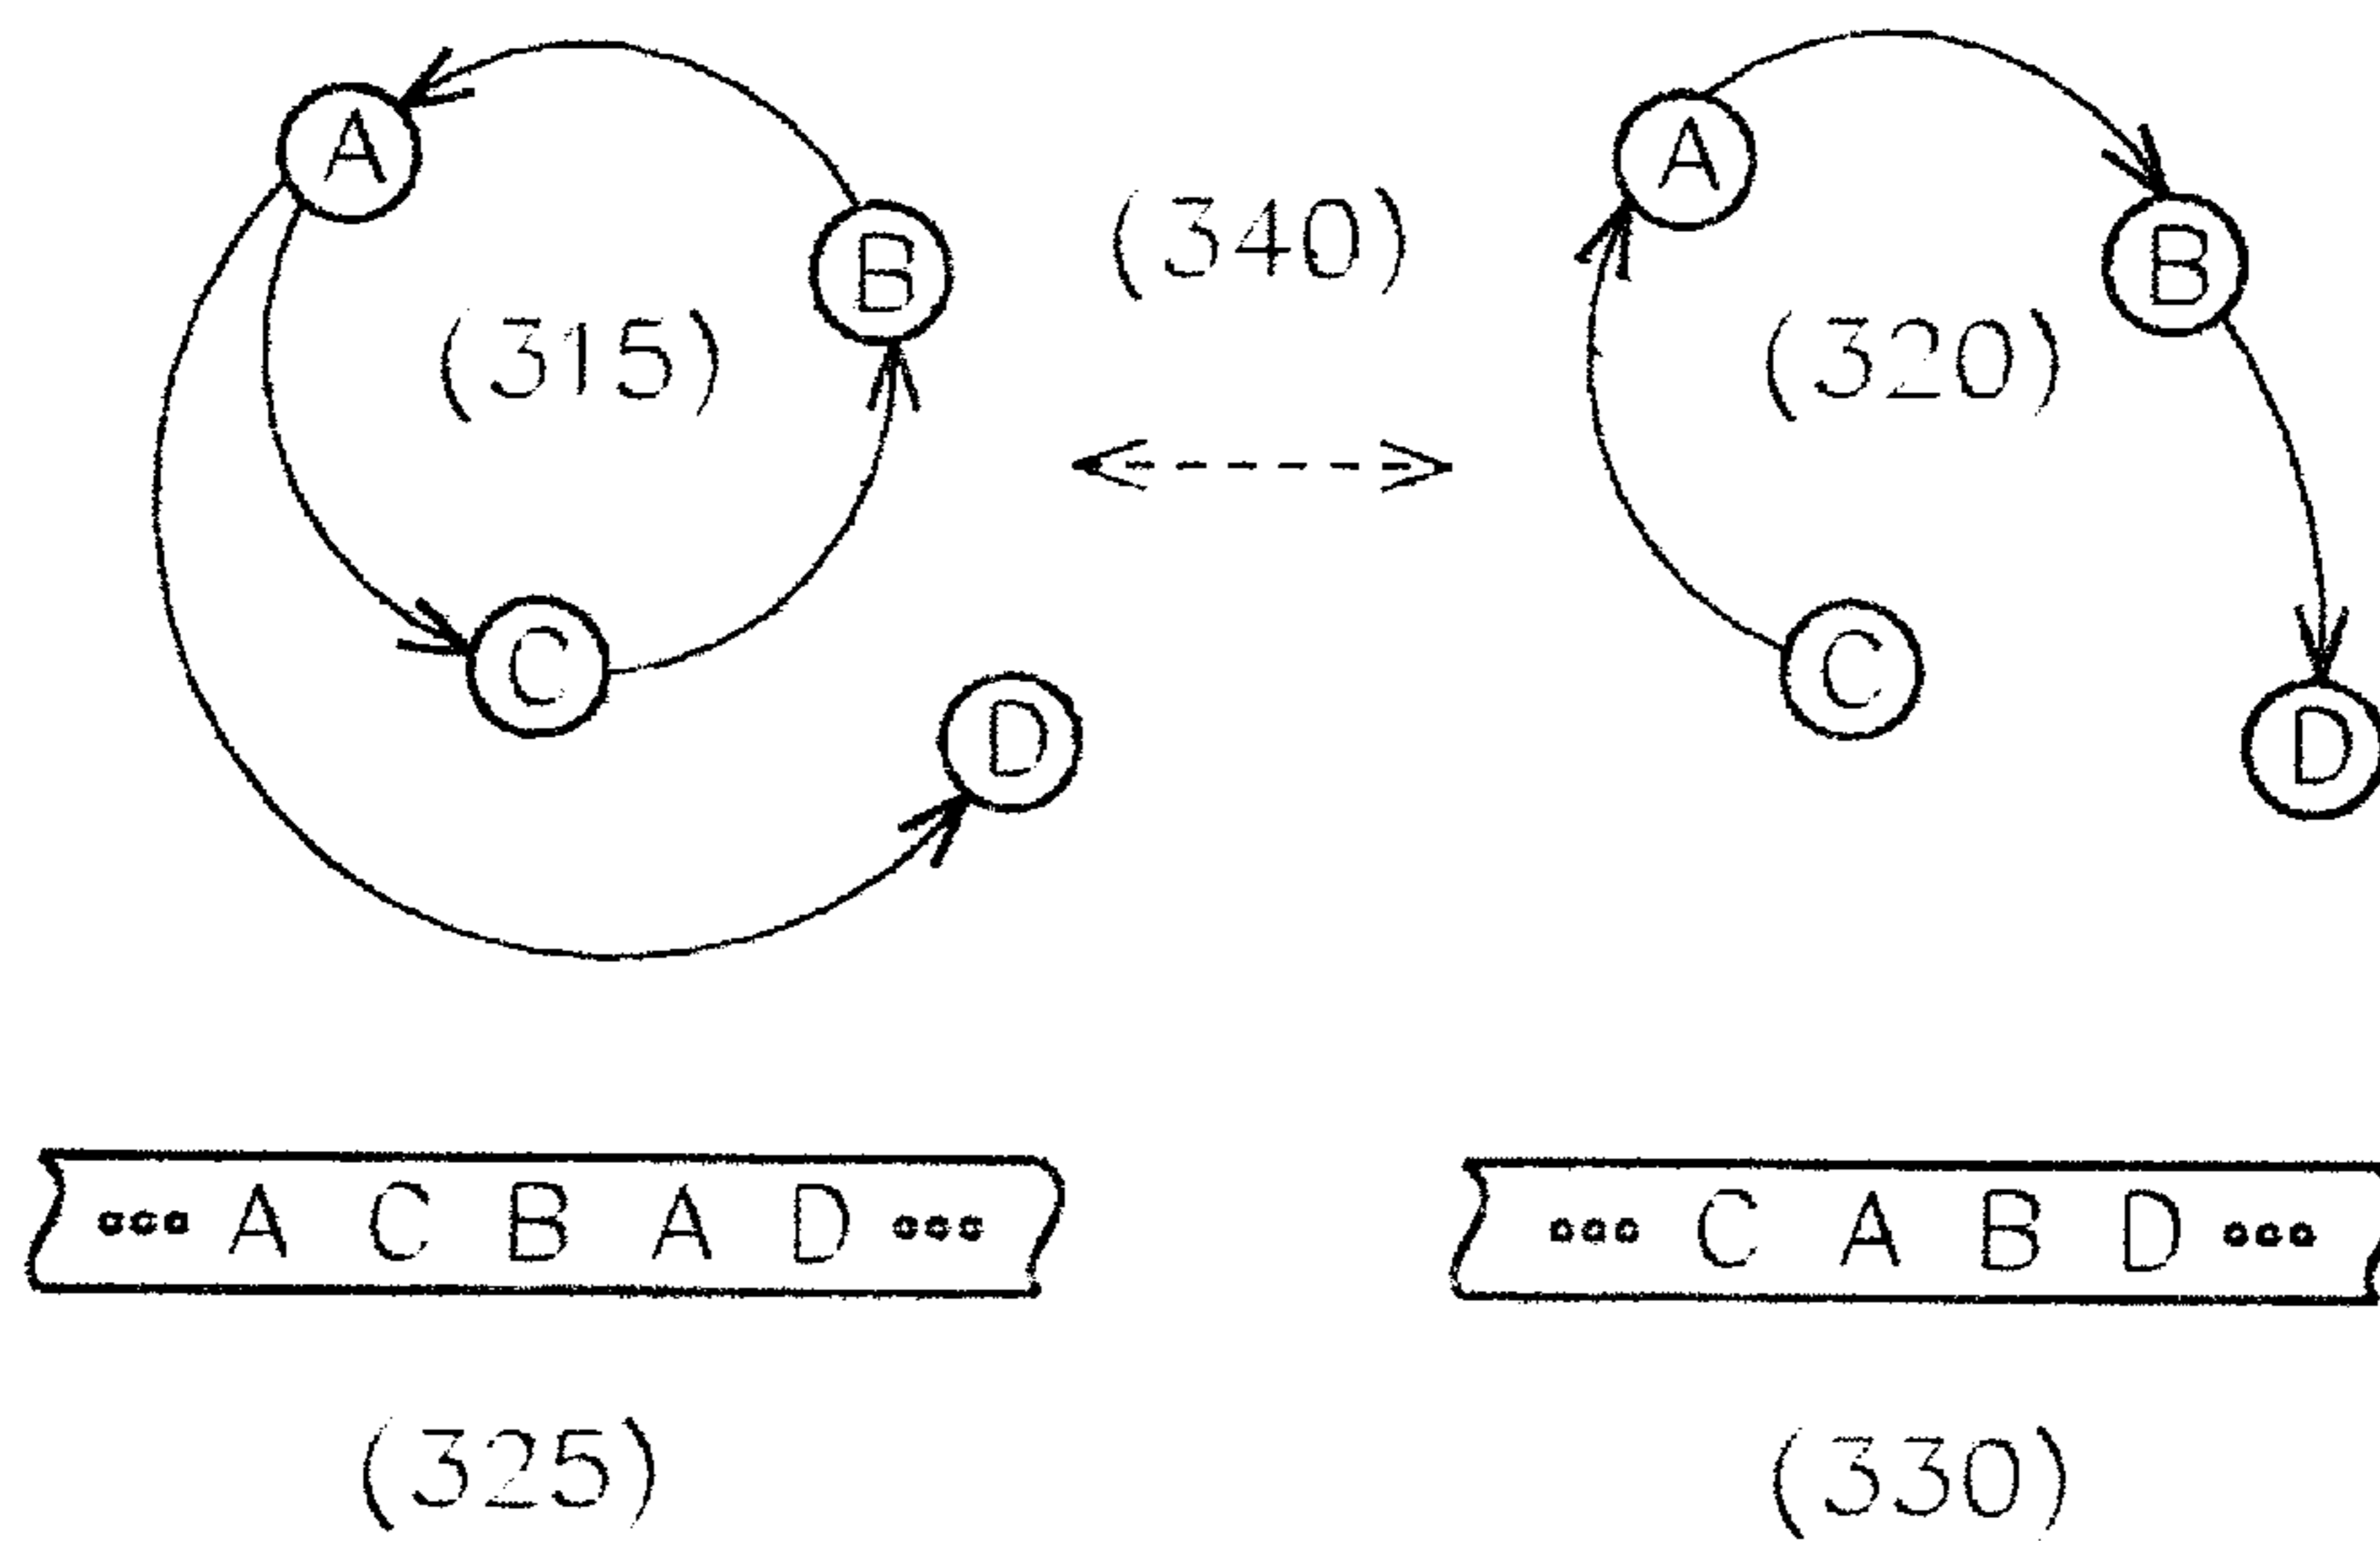 A
A
B
B
(340)
(315)
(320)
C
C
D
D
∘∘∘ A C B A D ∘∘∘
∘∘∘ C A B D ∘∘∘
(325)
(330)